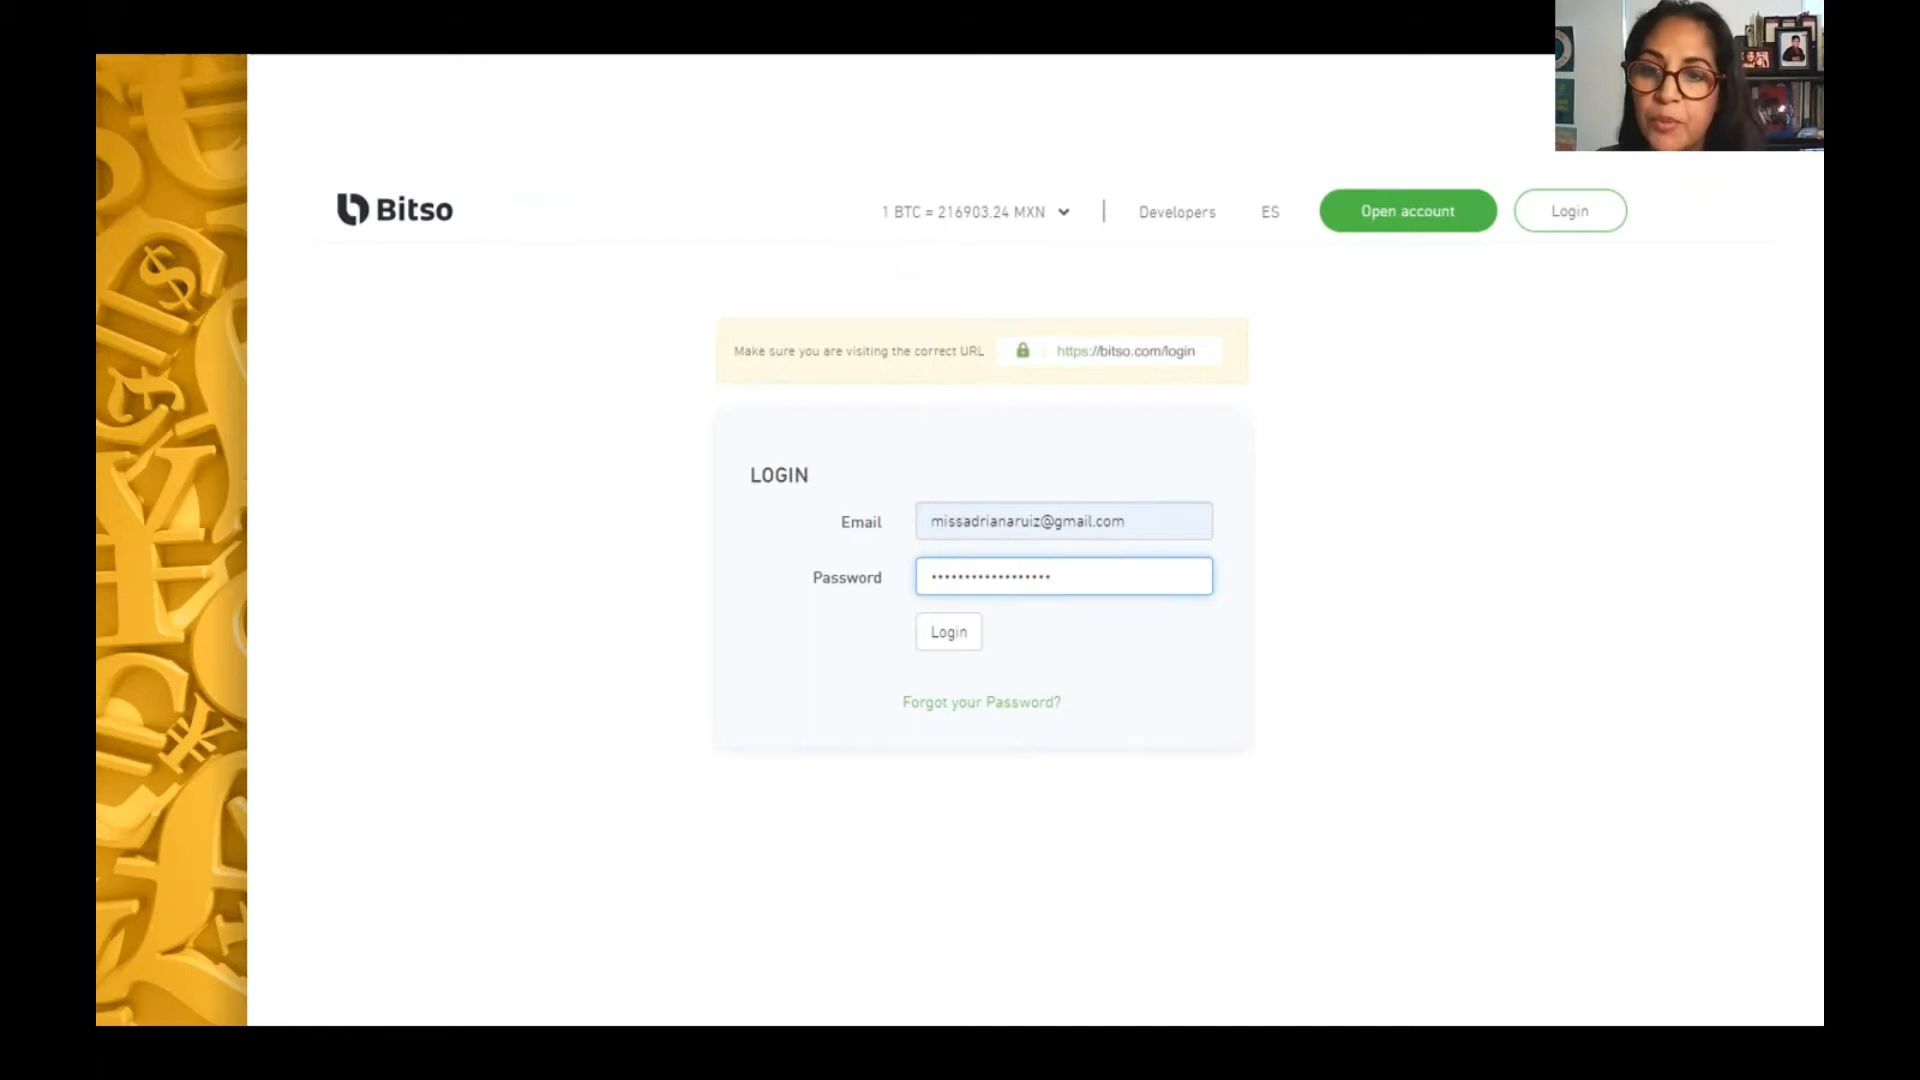 Bitso
1 BTC = 216903.24 MXN
Developers
ES
Open account
Login
Make sure you are visiting the correct URL
https://bitso.com/login
LOGIN
Email
missadrianaruiz@gmail.com
Password
••••••••••••••••••
Login
Forgot your Password?